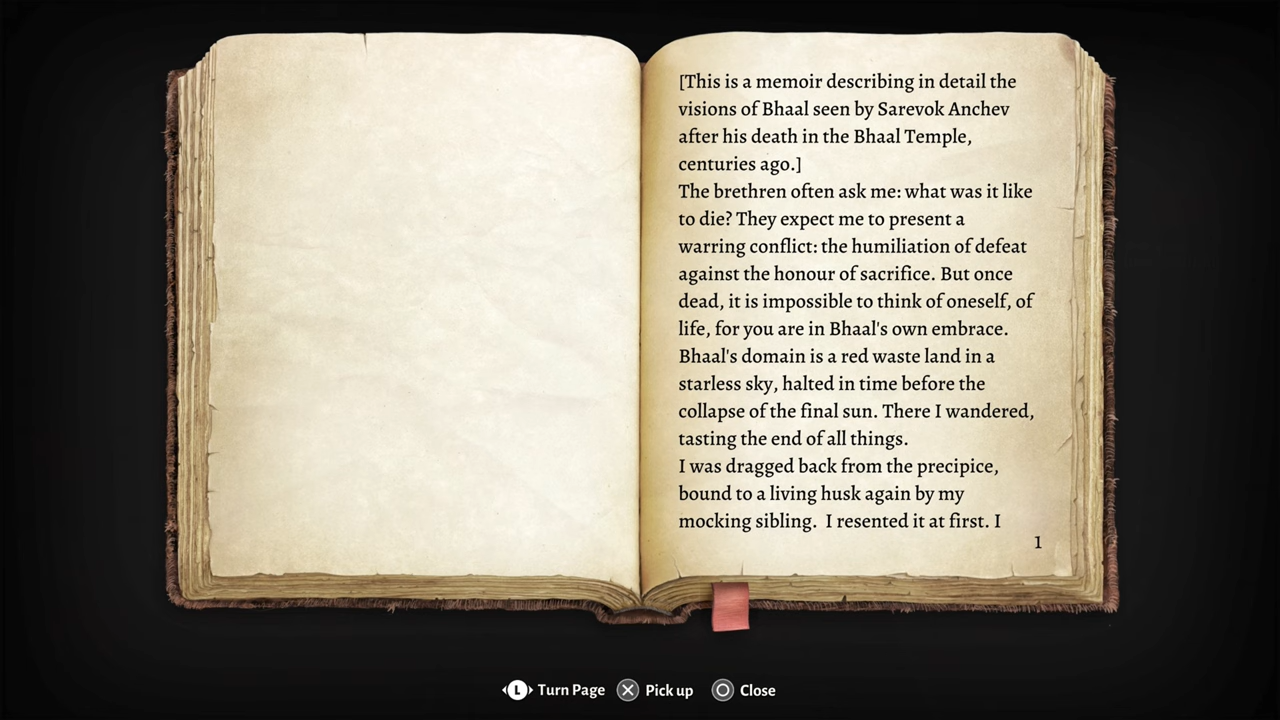 [This is a memoir describing in detail the
visions of Bhaal seen by Sarevok Anchev
after his death in the Bhaal Temple,
centuries ago.]
The brethren often ask me: what was it like
to die? They expect me to present a
warring conflict: the humiliation of defeat
against the honour of sacrifice. But once
dead, it is impossible to think of oneself, of
life, for you are in Bhaal's own embrace.
Bhaal's domain is a red waste land in a
starless sky, halted in time before the
collapse of the final sun. There I wandered,
tasting the end of all things.
I was dragged back from the precipice,
bound to a living husk again by my
mocking sibling.  I resented it at first. I
1
L Turn Page Pick up Close